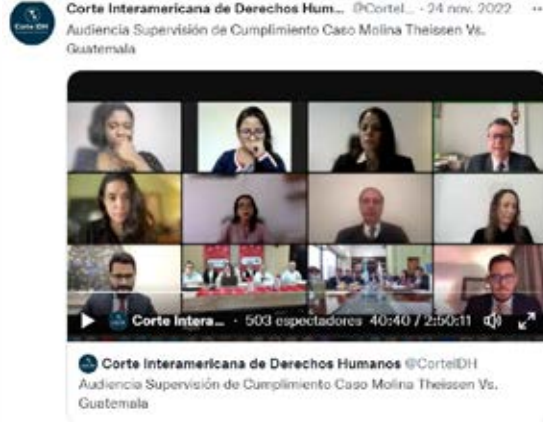 Corte Interamericana de Derechos Hum... @CorteI... · 24 nov. 2022
Audiencia Supervisión de Cumplimiento Caso Molina Theissen Vs.
Guatemala
Corte Intera... · 503 espectadores 40:40 / 2:50:11
Corte Interamericana de Derechos Humanos @CorteIDH
Audiencia Supervisión de Cumplimiento Caso Molina Theissen Vs.
Guatemala